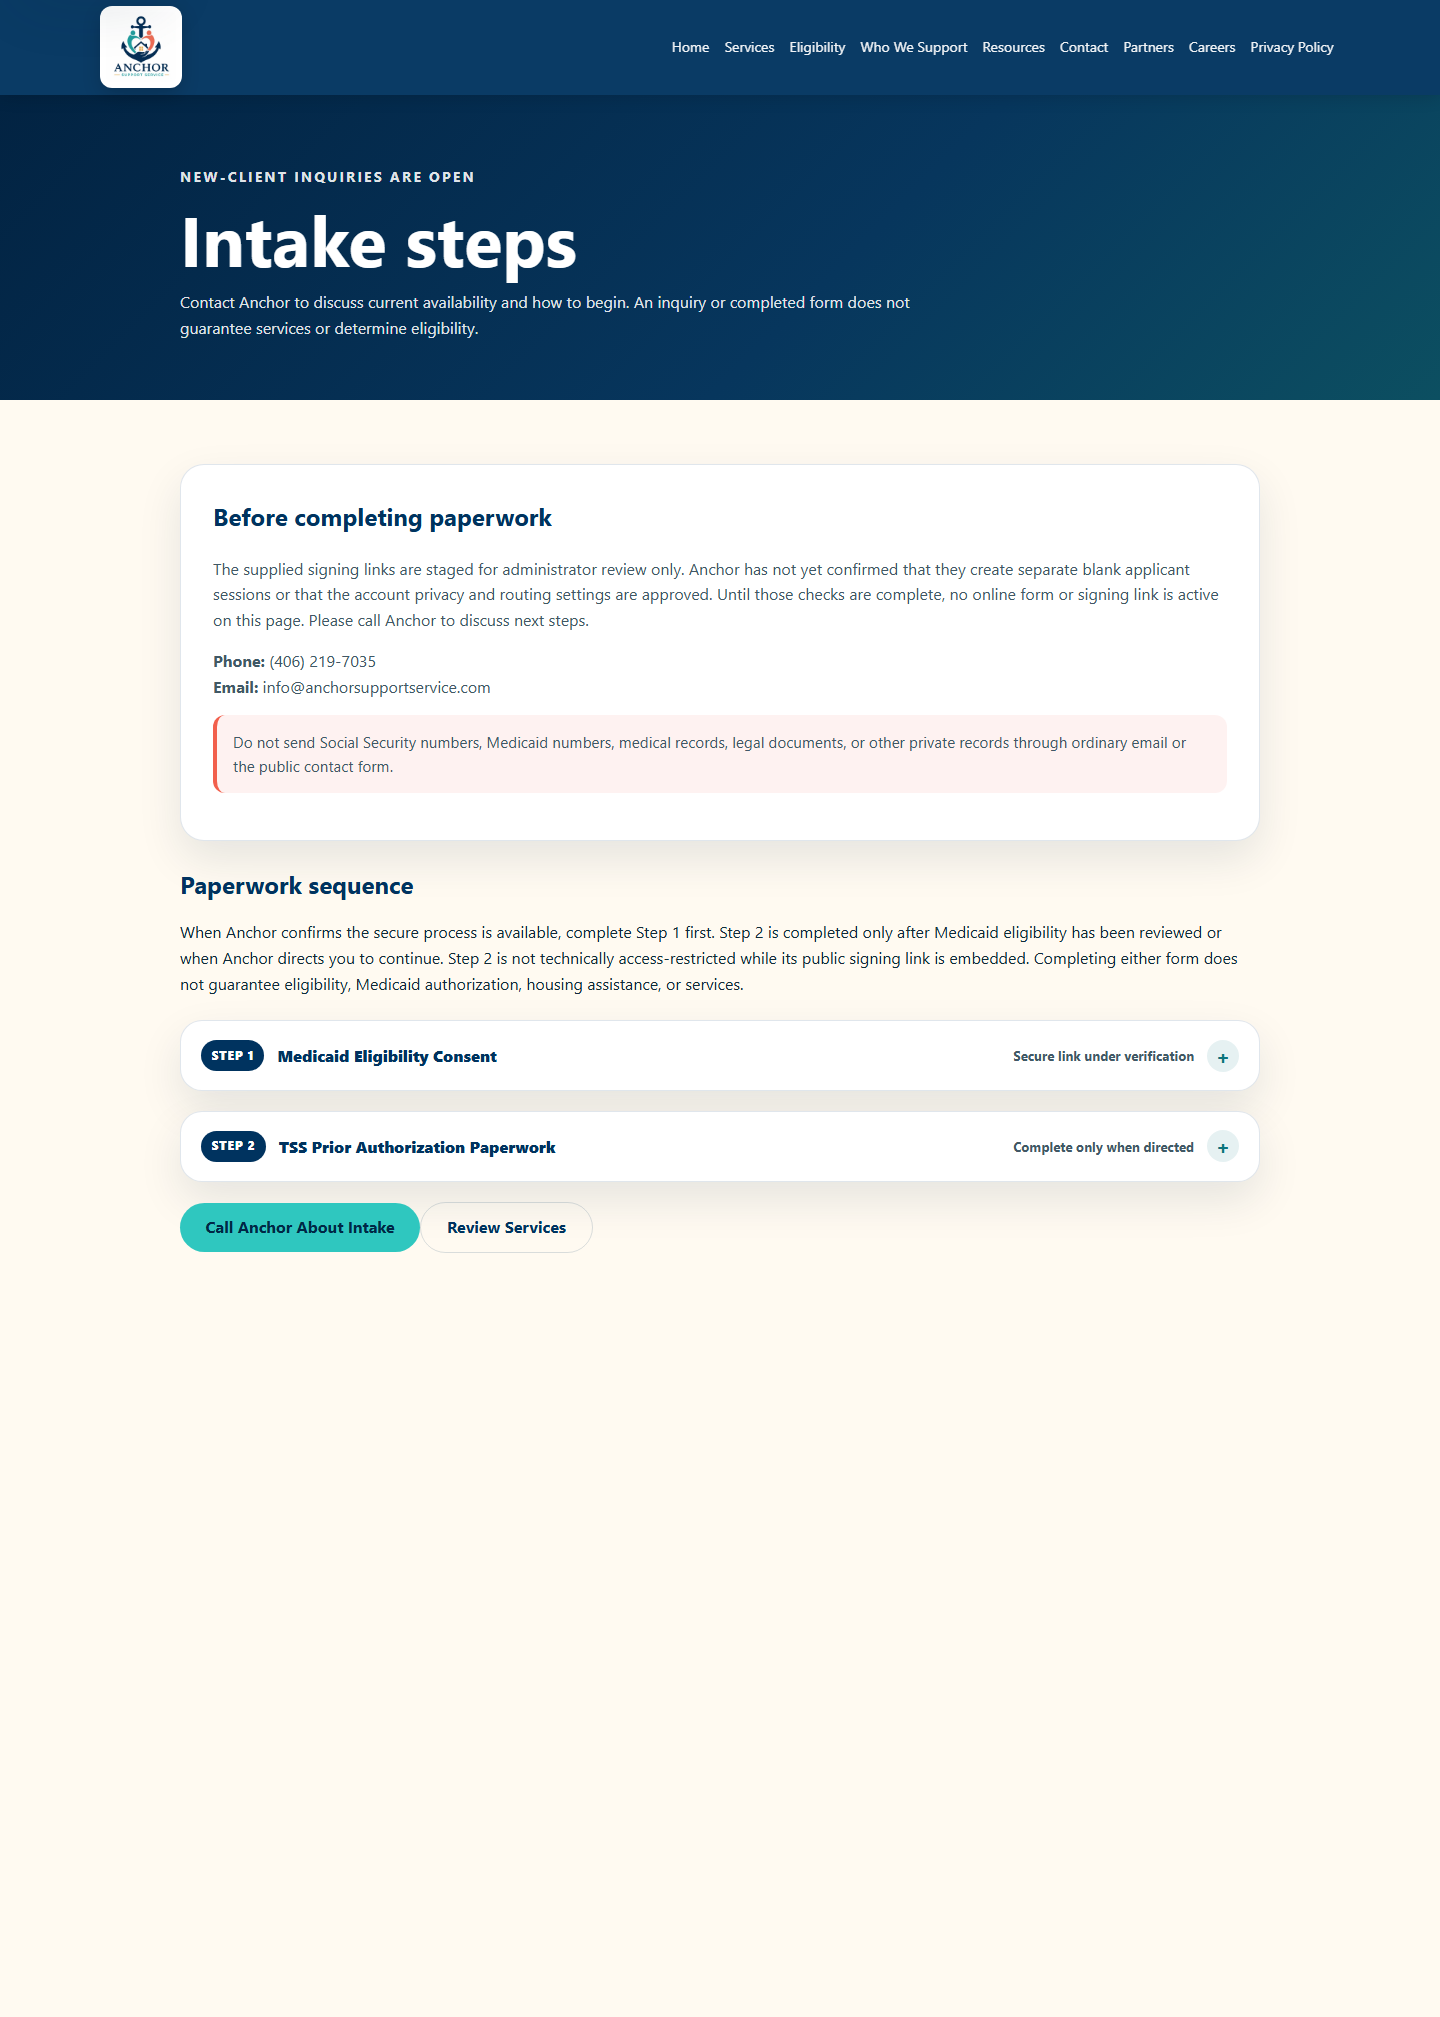 ANCHOR
SUPPORT SERVICE
Home Services Eligibility Who We Support Resources Contact Partners Careers Privacy Policy
NEW-CLIENT INQUIRIES ARE OPEN
Intake steps
Contact Anchor to discuss current availability and how to begin. An inquiry or completed form does not
guarantee services or determine eligibility.
Before completing paperwork
The supplied signing links are staged for administrator review only. Anchor has not yet confirmed that they create separate blank applicant
sessions or that the account privacy and routing settings are approved. Until those checks are complete, no online form or signing link is active
on this page. Please call Anchor to discuss next steps.
Phone: (406) 219-7035
Email: info@anchorsupportservice.com
Do not send Social Security numbers, Medicaid numbers, medical records, legal documents, or other private records through ordinary email or
the public contact form.
Paperwork sequence
When Anchor confirms the secure process is available, complete Step 1 first. Step 2 is completed only after Medicaid eligibility has been reviewed or
when Anchor directs you to continue. Step 2 is not technically access-restricted while its public signing link is embedded. Completing either form does
not guarantee eligibility, Medicaid authorization, housing assistance, or services.
STEP 1 Medicaid Eligibility Consent Secure link under verification +
STEP 2 TSS Prior Authorization Paperwork Complete only when directed +
Call Anchor About Intake Review Services